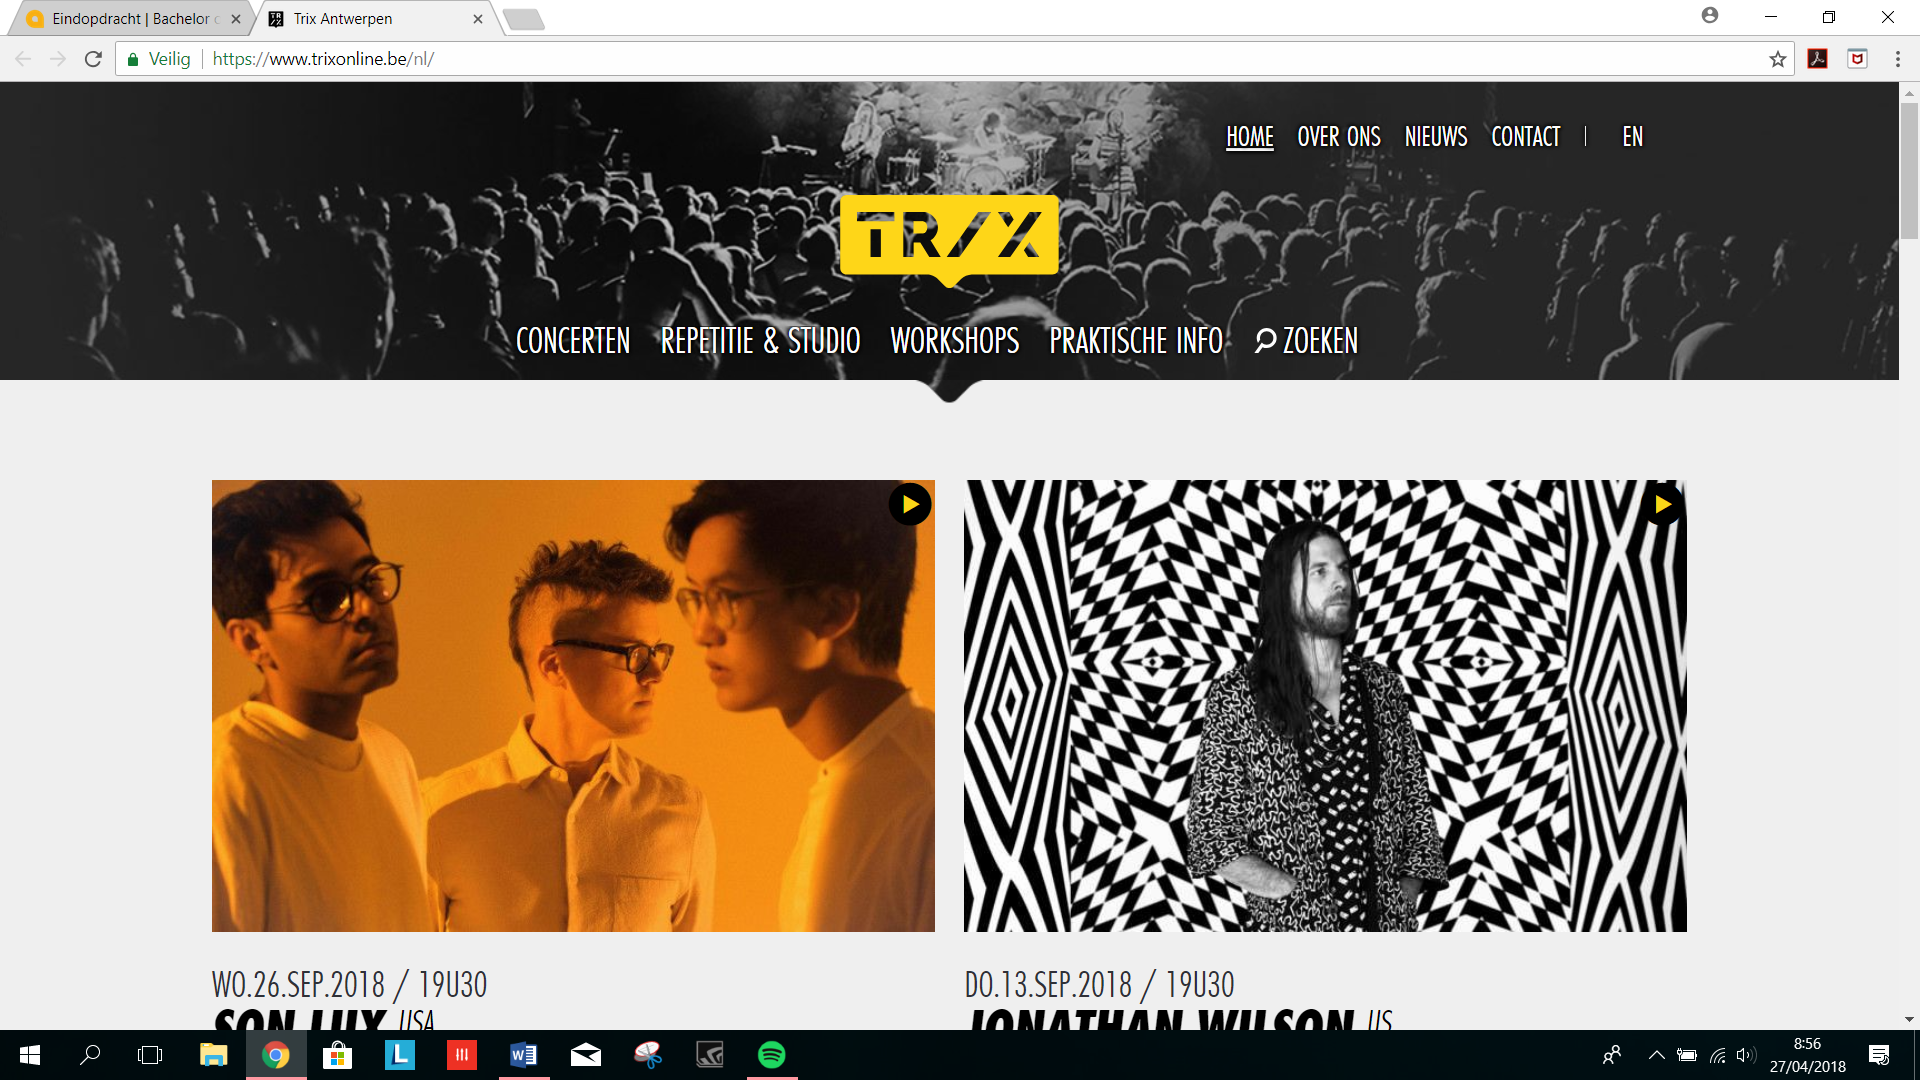 Eindopdracht | Bachelor
Trix Antwerpen
Veilig
https://www.trixonline.be/nl/
HOME OVER ONS NIEUWS CONTACT | EN
TRIX
CONCERTEN REPETITIE & STUDIO WORKSHOPS PRAKTISCHE INFO ZOEKEN
WO.26.SEP.2018 / 19U30
SON LUX USA
DO.13.SEP.2018 / 19U30
JONATHAN WILSON US
8:56
27/04/2018